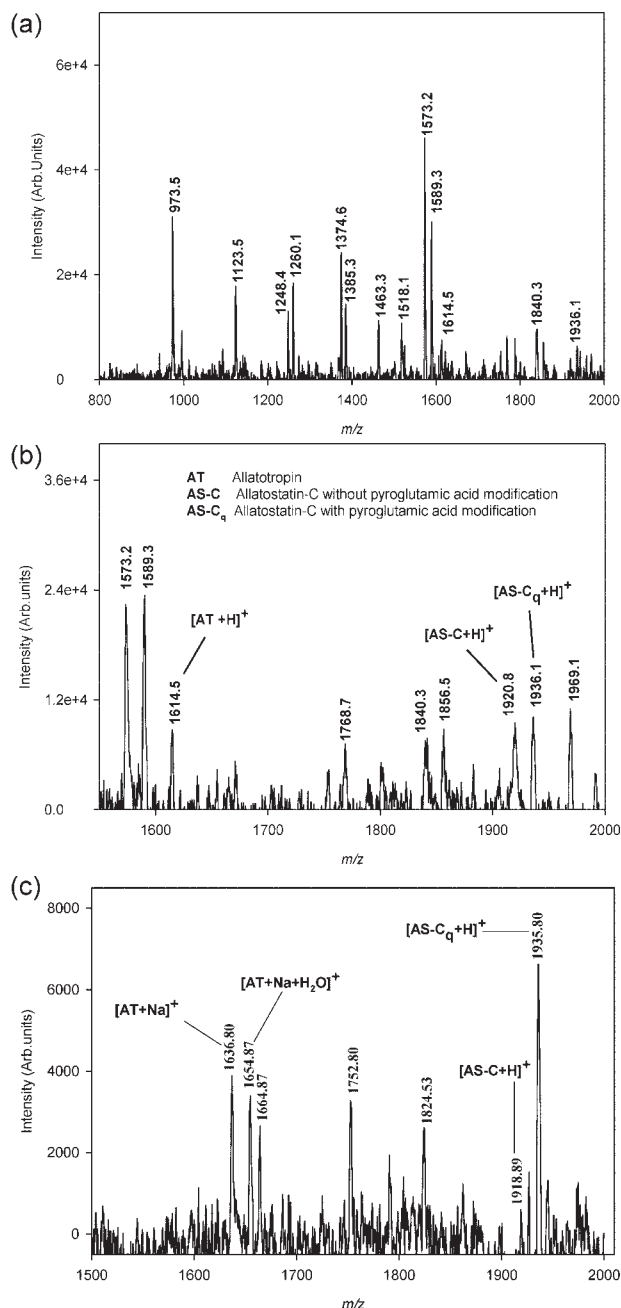 (a)
Intensity (Arb.Units)
6e+4
4e+4
2e+4
0
973.5
1123.5
1248.4
1260.1
1374.6
1385.3
1463.3
1518.1
1573.2
1589.3
1614.5
1840.3
1936.1
800 1000 1200 1400 1600 1800 2000
m/z
(b)
Intensity (Arb.units)
3.6e+4
2.4e+4
1.2e+4
0.0
AT Allatotropin
AS-C Allatostatin-C without pyroglutamic acid modification
AS-Cq Allatostatin-C with pyroglutamic acid modification
1573.2
1589.3
[AT +H]+
1614.5
1768.7
1840.3
1856.5
[AS-C+H]+
1920.8
[AS-Cq+H]+
1936.1
1969.1
1600 1700 1800 1900 2000
m/z
(c)
Intensity (Arb.units)
8000
6000
4000
2000
0
[AT+Na]+
1636.80
[AT+Na+H2O]+
1654.87
1664.87
1752.80
1824.53
[AS-C+H]+
1918.89
[AS-Cq+H]+
1935.80
1500 1600 1700 1800 1900 2000
m/z